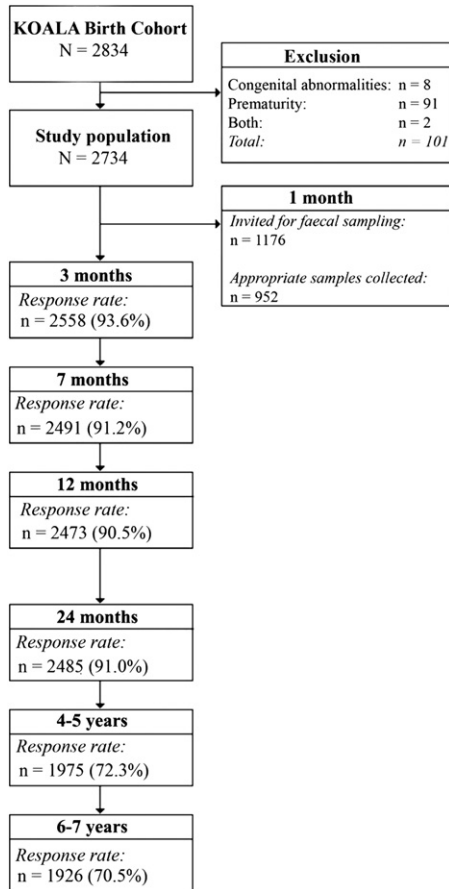 KOALA Birth Cohort
N = 2834
Exclusion
Congenital abnormalities: n = 8
Prematurity: n = 91
Both: n = 2
Total: n = 101
Study population
N = 2734
1 month
Invited for faecal sampling:
n = 1176
Appropriate samples collected:
n = 952
3 months
Response rate:
n = 2558 (93.6%)
7 months
Response rate:
n = 2491 (91.2%)
12 months
Response rate:
n = 2473 (90.5%)
24 months
Response rate:
n = 2485 (91.0%)
4-5 years
Response rate:
n = 1975 (72.3%)
6-7 years
Response rate:
n = 1926 (70.5%)